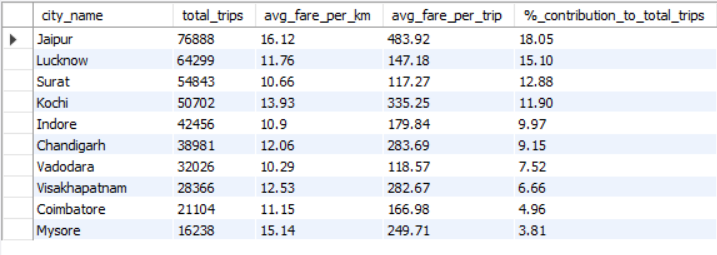 city_name total_trips avg_fare_per_km avg_fare_per_trip %_contribution_to_total_trips
Jaipur 76888 16.12 483.92 18.05
Lucknow 64299 11.76 147.18 15.10
Surat 54843 10.66 117.27 12.88
Kochi 50702 13.93 335.25 11.90
Indore 42456 10.9 179.84 9.97
Chandigarh 38981 12.06 283.69 9.15
Vadodara 32026 10.29 118.57 7.52
Visakhapatnam 28366 12.53 282.67 6.66
Coimbatore 21104 11.15 166.98 4.96
Mysore 16238 15.14 249.71 3.81